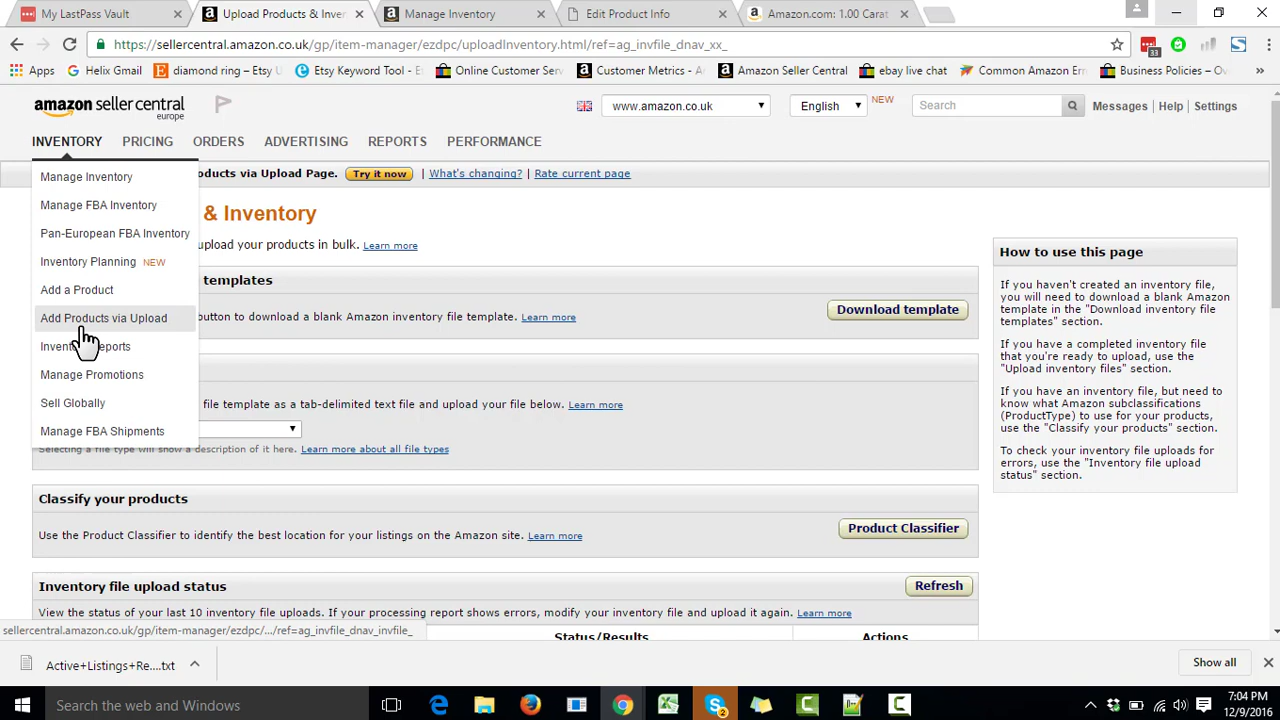 My LastPass Vault
Upload Products & Inven
Manage Inventory
Edit Product Info
Amazon.com: 1.00 Carat
https://sellercentral.amazon.co.uk/gp/item-manager/ezdpc/uploadInventory.html/ref=ag_invfile_dnav_xx_
33
Apps
Helix Gmail
diamond ring – Etsy U
Etsy Keyword Tool - E
Online Customer Serv
Customer Metrics - A
Amazon Seller Central
ebay live chat
Common Amazon Err
Business Policies – Ov
amazon seller central
europe
www.amazon.co.uk
English
NEW
Search
Messages | Help | Settings
INVENTORY
PRICING
ORDERS
ADVERTISING
REPORTS
PERFORMANCE
oducts via Upload Page.
Try it now
| What's changing? | Rate current page
Manage Inventory
Manage FBA Inventory
Pan-European FBA Inventory
Inventory Planning NEW
Add a Product
Add Products via Upload
Manage Promotions
Sell Globally
Manage FBA Shipments
& Inventory
upload your products in bulk. Learn more
templates
button to download a blank Amazon inventory file template. Learn more
Download template
file template as a tab-delimited text file and upload your file below. Learn more
Selecting a file type will show a description of it here. Learn more about all file types
Classify your products
Use the Product Classifier to identify the best location for your listings on the Amazon site. Learn more
Product Classifier
Inventory file upload status
Refresh
View the status of your last 10 inventory file uploads. If your processing report shows errors, modify your inventory file and upload it again. Learn more
Status/Results
Actions
How to use this page
If you haven't created an inventory file,
you will need to download a blank Amazon
template in the "Download inventory file
templates" section.
If you have a completed inventory file
that you're ready to upload, use the
"Upload inventory files" section.
If you have an inventory file, but need to
know what Amazon subclassifications
(ProductType) to use for your products,
use the "Classify your products" section.
To check your inventory file uploads for
errors, use the "Inventory file upload
status" section.
sellercentral.amazon.co.uk/gp/item-manager/ezdpc/.../ref=ag_invfile_dnav_invfile_
Active+Listings+Re....txt
Show all
Search the web and Windows
2
7:04 PM
12/9/2016